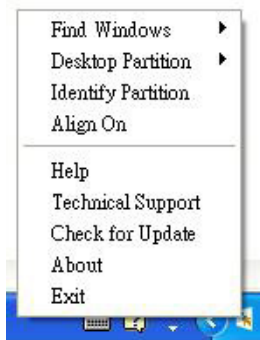 Find Windows
Desktop Partition
Identify Partition
Align On
Help
Technical Support
Check for Update
About
Exit